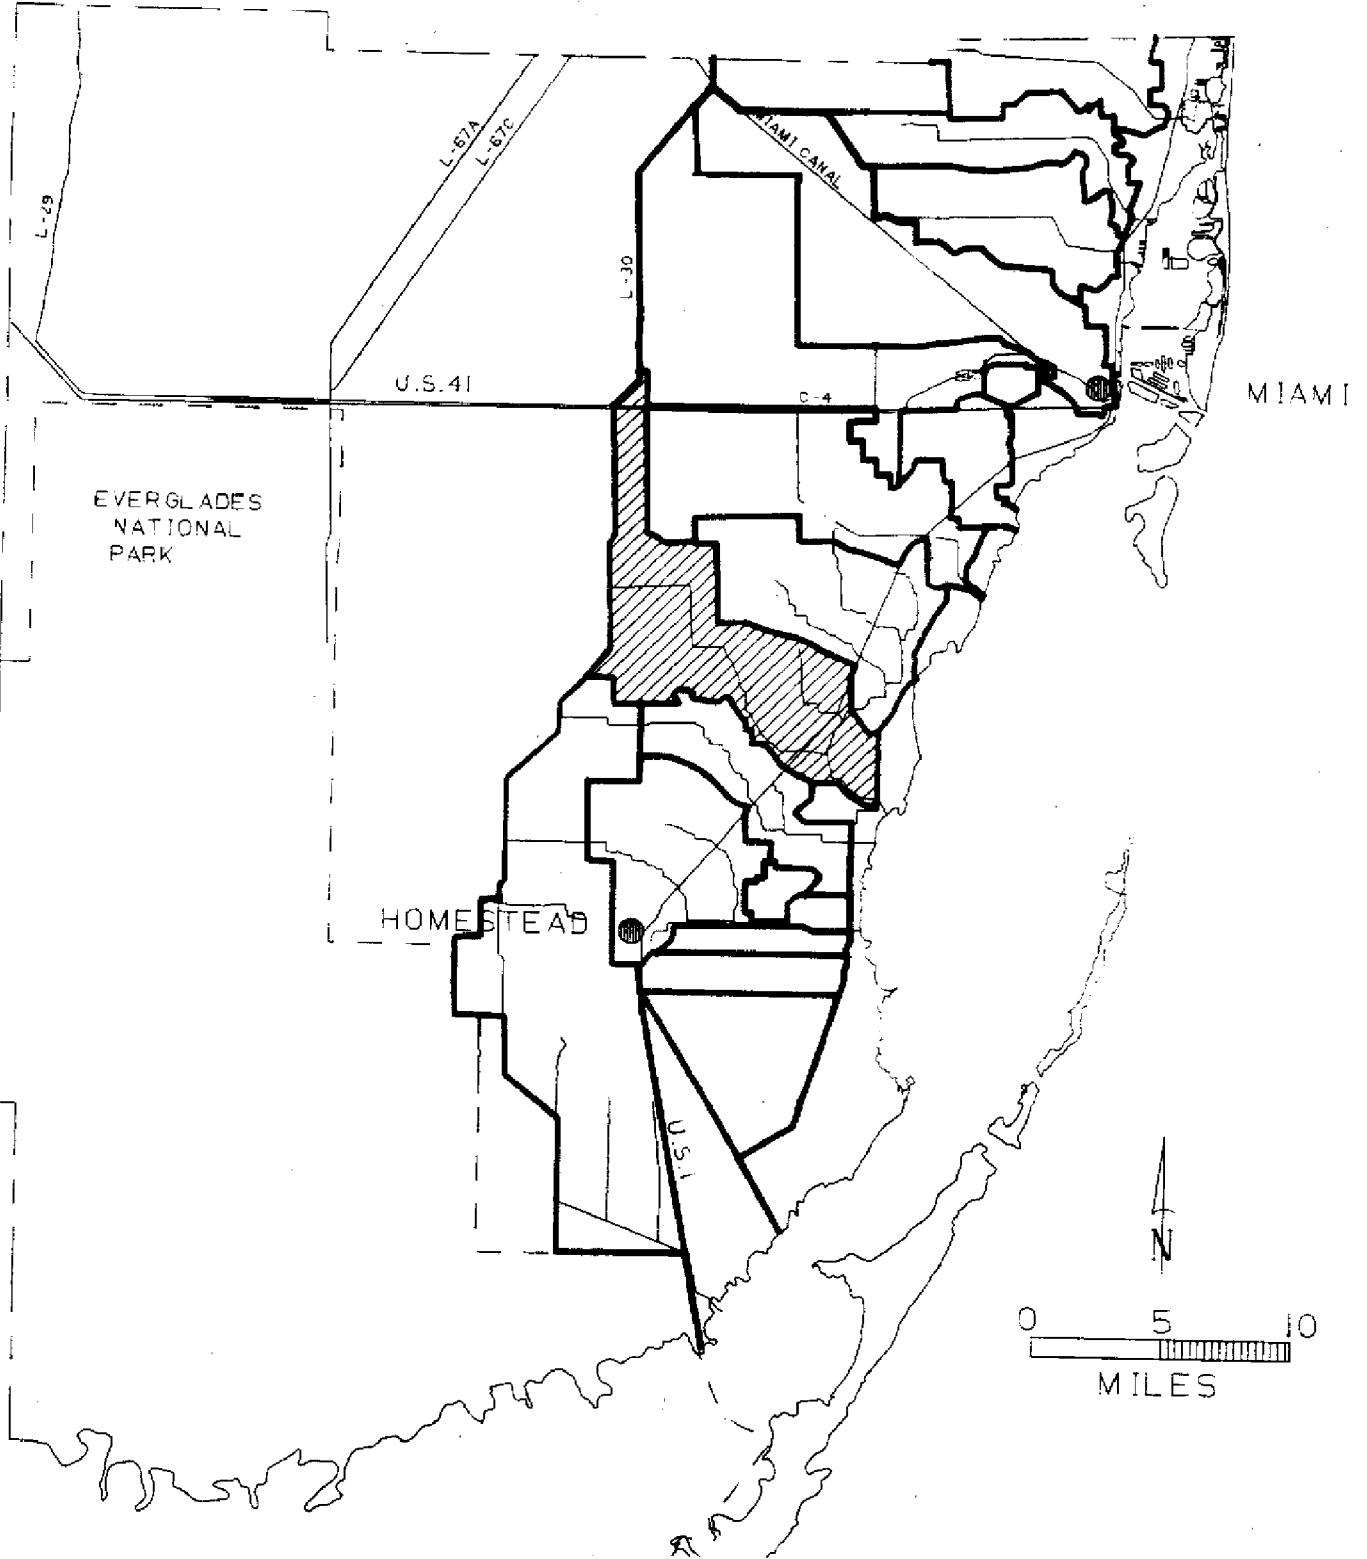 L-67A
L-67C
MIAMI CANAL
L-29
L-30
U.S.41
C-4
MIAMI
EVERGLADES
NATIONAL
PARK
HOMESTEAD
U.S.1
N
0 5 10
MILES